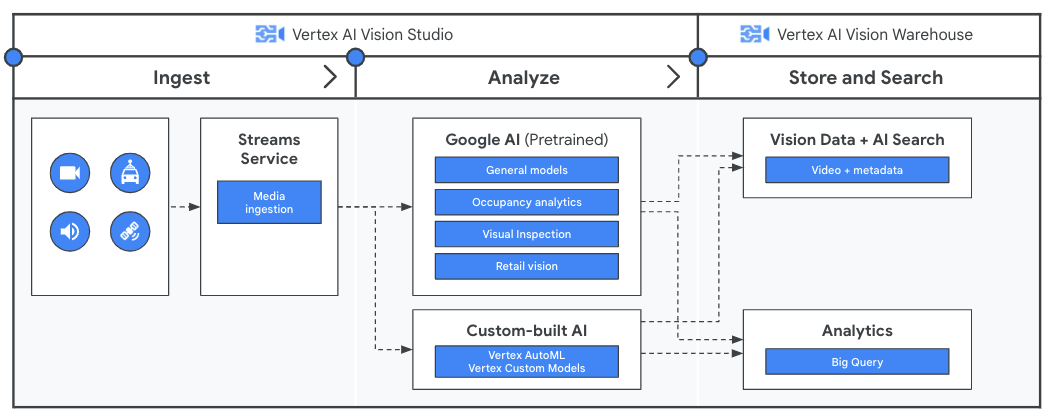 Vertex AI Vision Studio
Vertex AI Vision Warehouse
Ingest
Analyze
Store and Search
Streams
Service
Media
ingestion
Google AI (Pretrained)
General models
Occupancy analytics
Visual Inspection
Retail vision
Custom-built AI
Vertex AutoML
Vertex Custom Models
Vision Data + AI Search
Video + metadata
Analytics
Big Query